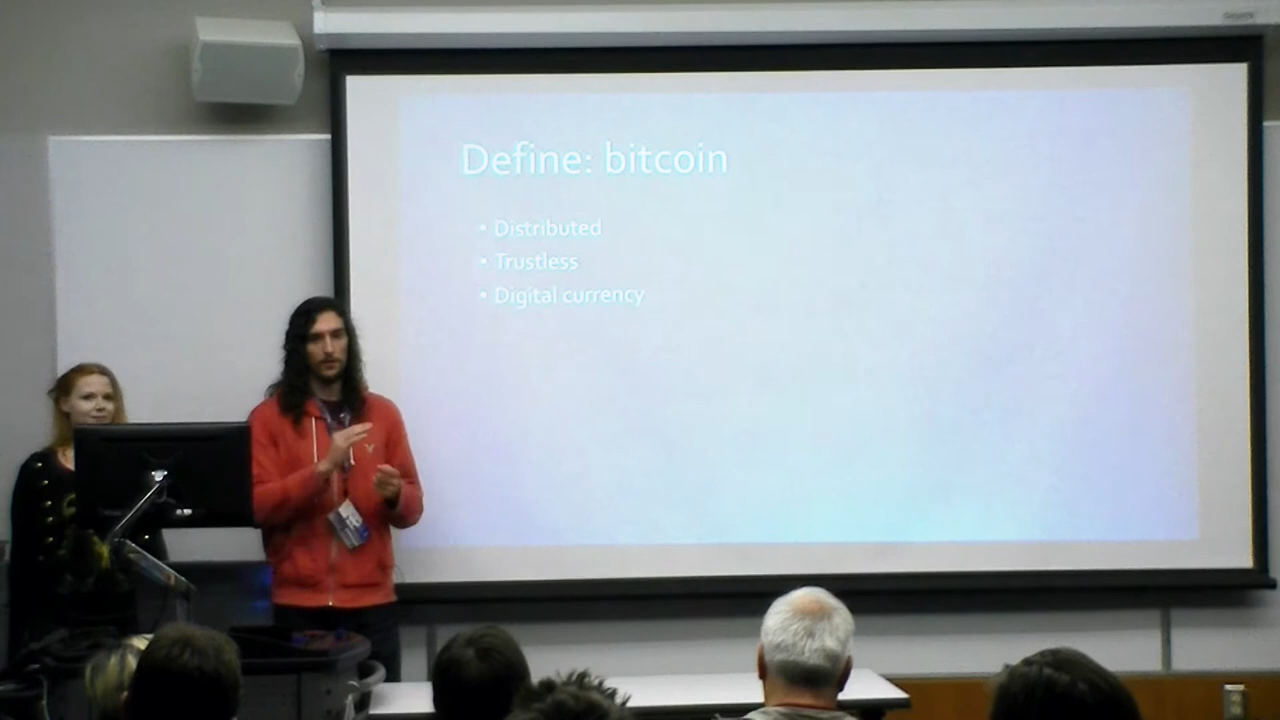 Define: bitcoin
• Distributed
• Trustless
• Digital currency